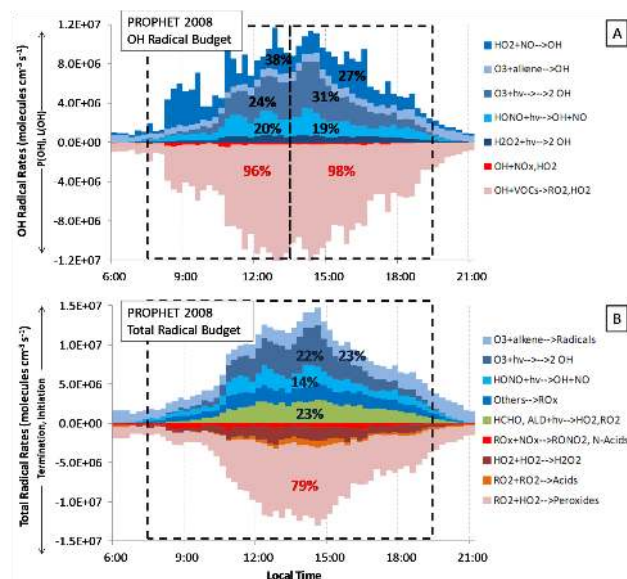 PROPHET 2008
OH Radical Budget
A
OH Radical Rates (molecules cm⁻³ s⁻¹)
P(OH), L(OH)
1.2E+07
8.0E+06
4.0E+06
0.0E+00
-4.0E+06
-8.0E+06
-1.2E+07
38%
27%
24%
31%
20%
19%
96%
98%
6:00 9:00 12:00 15:00 18:00 21:00
HO2+NO-->OH
O3+alkene-->OH
O3+hv-->-->2 OH
HONO+hv-->OH+NO
H2O2+hv-->2 OH
OH+NOx,HO2
OH+VOCs->RO2,HO2
PROPHET 2008
Total Radical Budget
B
Total Radical Rates (molecules cm⁻³ s⁻¹)
Termination, Initiation
1.5E+07
1.0E+07
5.0E+06
0.0E+00
-5.0E+06
-1.0E+07
-1.5E+07
22%
23%
14%
23%
79%
6:00 9:00 12:00 15:00 18:00 21:00
Local Time
O3+alkene-->Radicals
O3+hv-->-->2 OH
HONO+hv-->OH+NO
Others-->ROx
HCHO, ALD+hv-->HO2,RO2
ROx+NOx-->RONO2, N-Acids
HO2+HO2-->H2O2
RO2+RO2-->Acids
RO2+HO2-->Peroxides